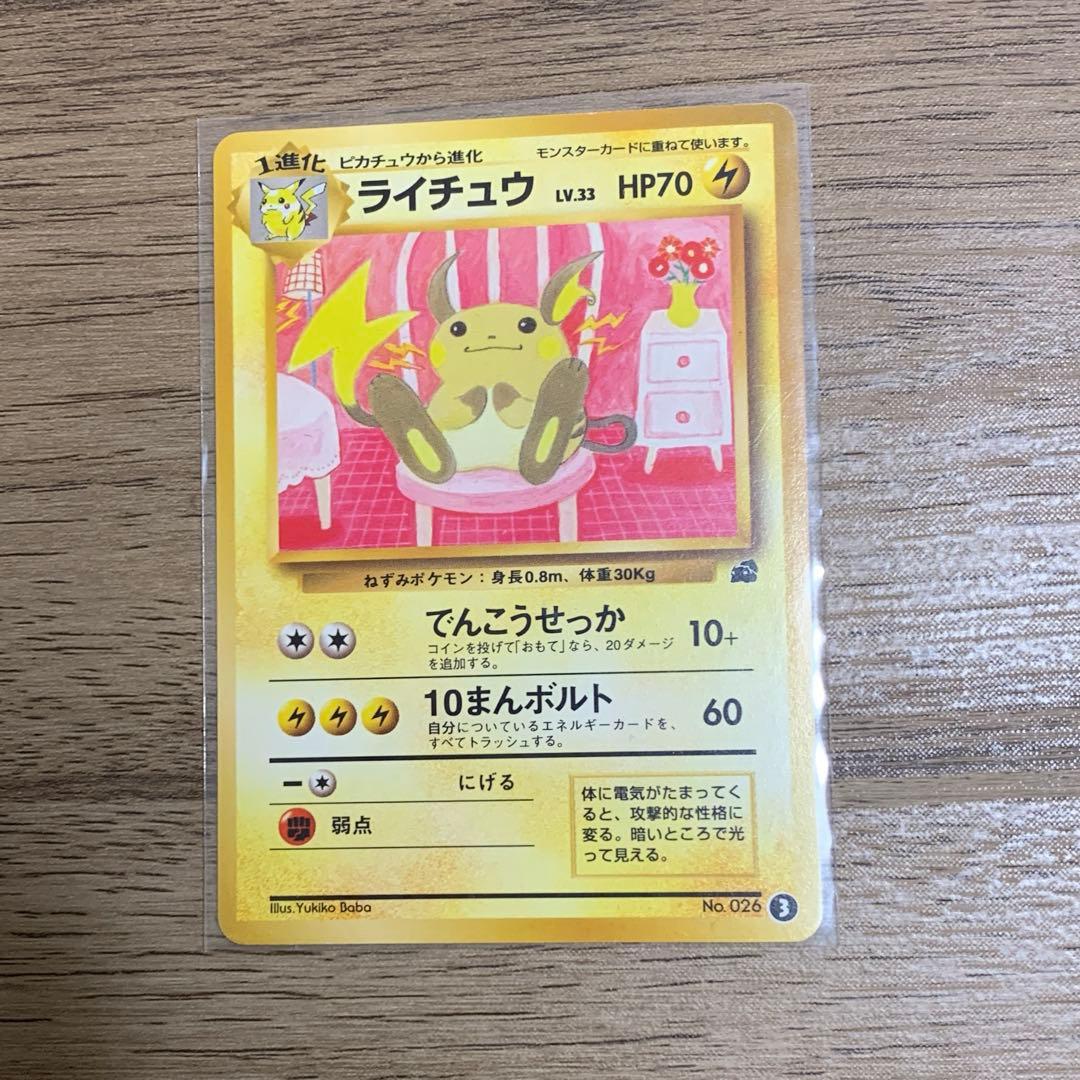 1進化 ピカチュウから進化 モンスターカードに重ねて使います。
ライチュウ LV.33 HP70
ねずみポケモン：身長0.8m、体重30Kg
でんこうせっか 10+
コインを投げて「おもて」なら、20ダメージ
を追加する。
10まんボルト 60
自分についているエネルギーカードを、
すべてトラッシュする。
− にげる
弱点
体に電気がたまってく
ると、攻撃的な性格に
変る。暗いところで光
って見える。
Illus.Yukiko Baba No. 026 3